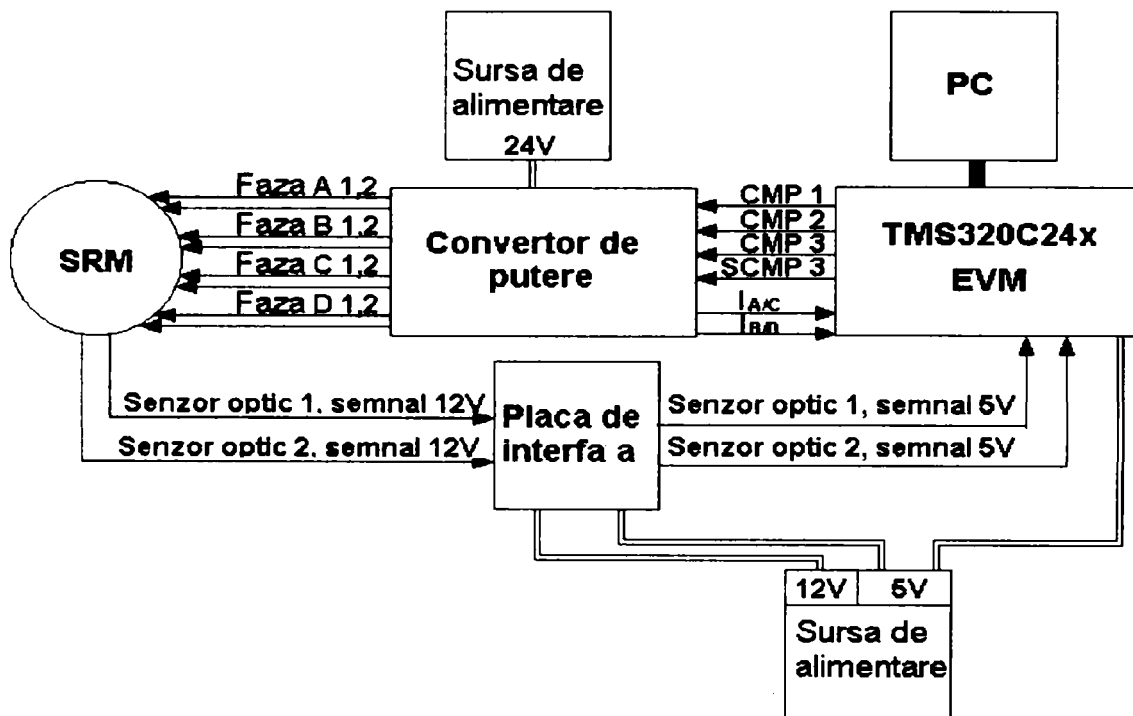 Sursa de
alimentare
24V
PC
SRM
Faza A 1,2
Faza B 1,2
Faza C 1,2
Faza D 1,2
Convertor de
putere
CMP 1
CMP 2
CMP 3
SCMP 3
I A/C
I B/D
TMS320C24x
EVM
Senzor optic 1. semnal 12V
Senzor optic 2. semnal 12V
Placa de
interfa a
Senzor optic 1, semnal 5V
Senzor optic 2, semnal 5V
12V
5V
Sursa de
alimentare